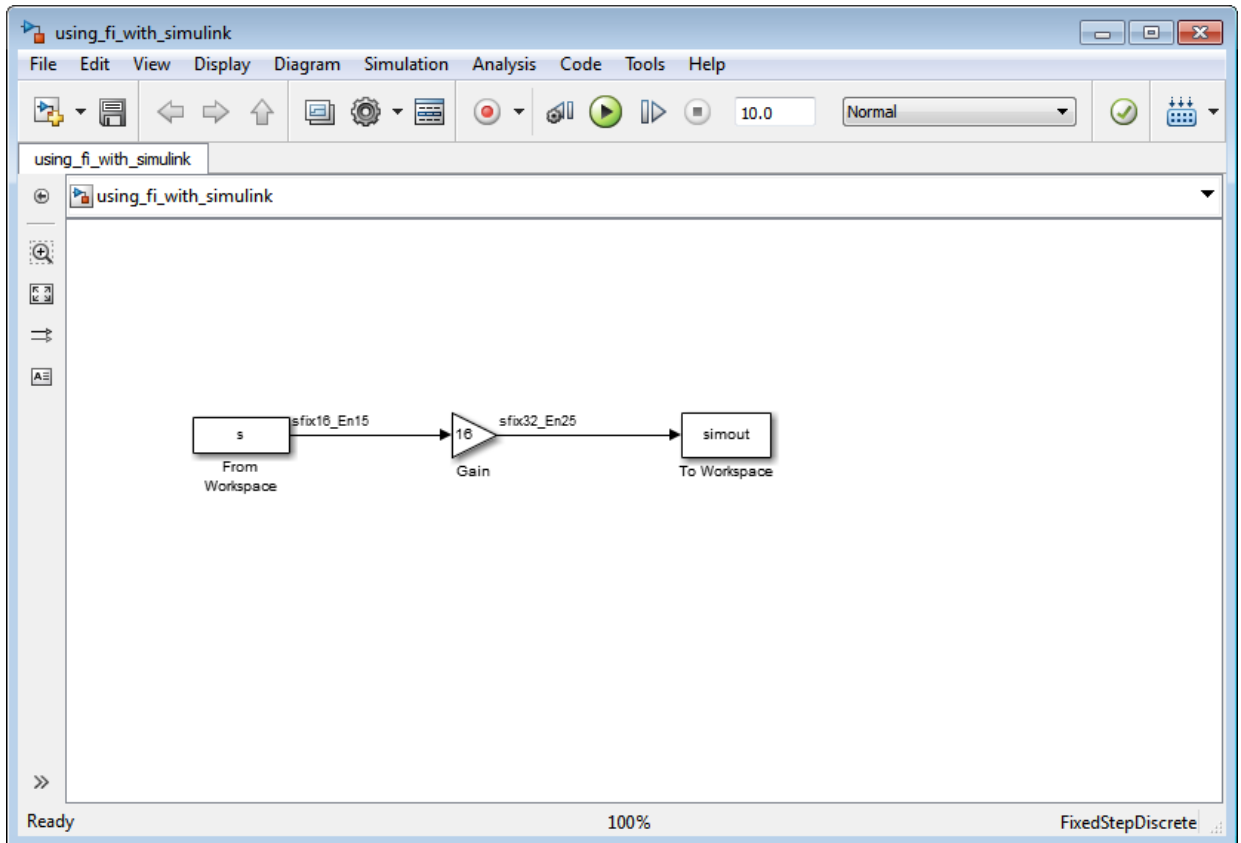 using_fi_with_simulink
File Edit View Display Diagram Simulation Analysis Code Tools Help
10.0 Normal
using_fi_with_simulink
using_fi_with_simulink
A
s
sfix16_En15
16
sfix32_En25
simout
From
Workspace
Gain
To Workspace
Ready 100% FixedStepDiscrete